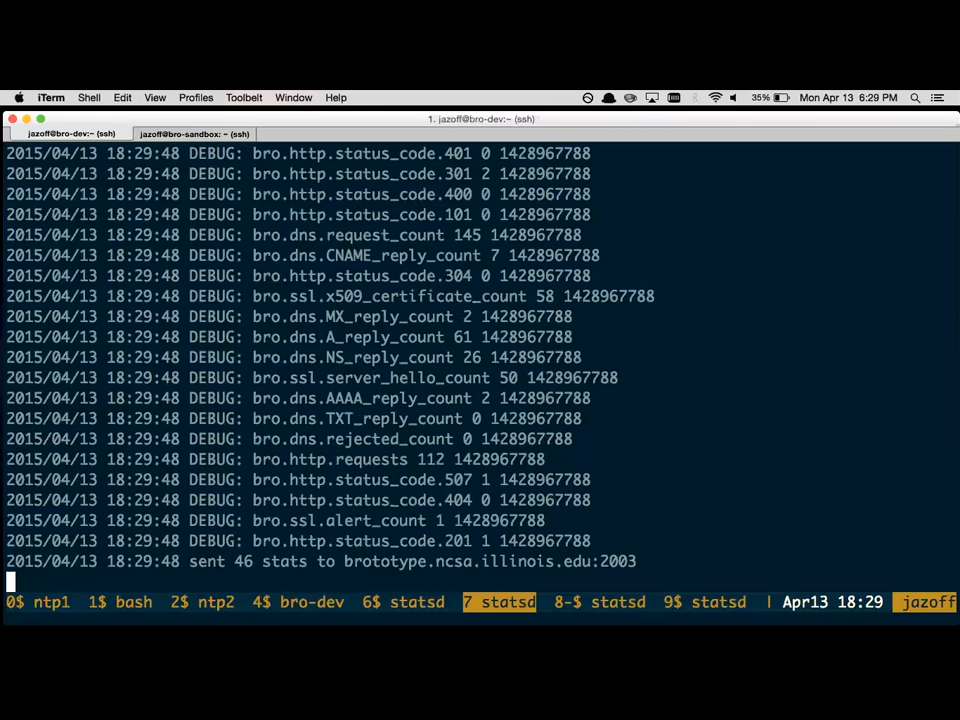 iTerm Shell Edit View Profiles Toolbelt Window Help 35% Mon Apr 13 6:29 PM
1. jazoff@bro-dev:~ (ssh)
jazoff@bro-dev:~ (ssh) jazoff@bro-sandbox: ~ (ssh)
2015/04/13 18:29:48 DEBUG: bro.http.status_code.401 0 1428967788
2015/04/13 18:29:48 DEBUG: bro.http.status_code.301 2 1428967788
2015/04/13 18:29:48 DEBUG: bro.http.status_code.400 0 1428967788
2015/04/13 18:29:48 DEBUG: bro.http.status_code.101 0 1428967788
2015/04/13 18:29:48 DEBUG: bro.dns.request_count 145 1428967788
2015/04/13 18:29:48 DEBUG: bro.dns.CNAME_reply_count 7 1428967788
2015/04/13 18:29:48 DEBUG: bro.http.status_code.304 0 1428967788
2015/04/13 18:29:48 DEBUG: bro.ssl.x509_certificate_count 58 1428967788
2015/04/13 18:29:48 DEBUG: bro.dns.MX_reply_count 2 1428967788
2015/04/13 18:29:48 DEBUG: bro.dns.A_reply_count 61 1428967788
2015/04/13 18:29:48 DEBUG: bro.dns.NS_reply_count 26 1428967788
2015/04/13 18:29:48 DEBUG: bro.ssl.server_hello_count 50 1428967788
2015/04/13 18:29:48 DEBUG: bro.dns.AAAA_reply_count 2 1428967788
2015/04/13 18:29:48 DEBUG: bro.dns.TXT_reply_count 0 1428967788
2015/04/13 18:29:48 DEBUG: bro.dns.rejected_count 0 1428967788
2015/04/13 18:29:48 DEBUG: bro.http.requests 112 1428967788
2015/04/13 18:29:48 DEBUG: bro.http.status_code.507 1 1428967788
2015/04/13 18:29:48 DEBUG: bro.http.status_code.404 0 1428967788
2015/04/13 18:29:48 DEBUG: bro.ssl.alert_count 1 1428967788
2015/04/13 18:29:48 DEBUG: bro.http.status_code.201 1 1428967788
2015/04/13 18:29:48 sent 46 stats to brototype.ncsa.illinois.edu:2003
0$ ntp1 1$ bash 2$ ntp2 4$ bro-dev 6$ statsd 7 statsd 8-$ statsd 9$ statsd | Apr13 18:29 jazoff